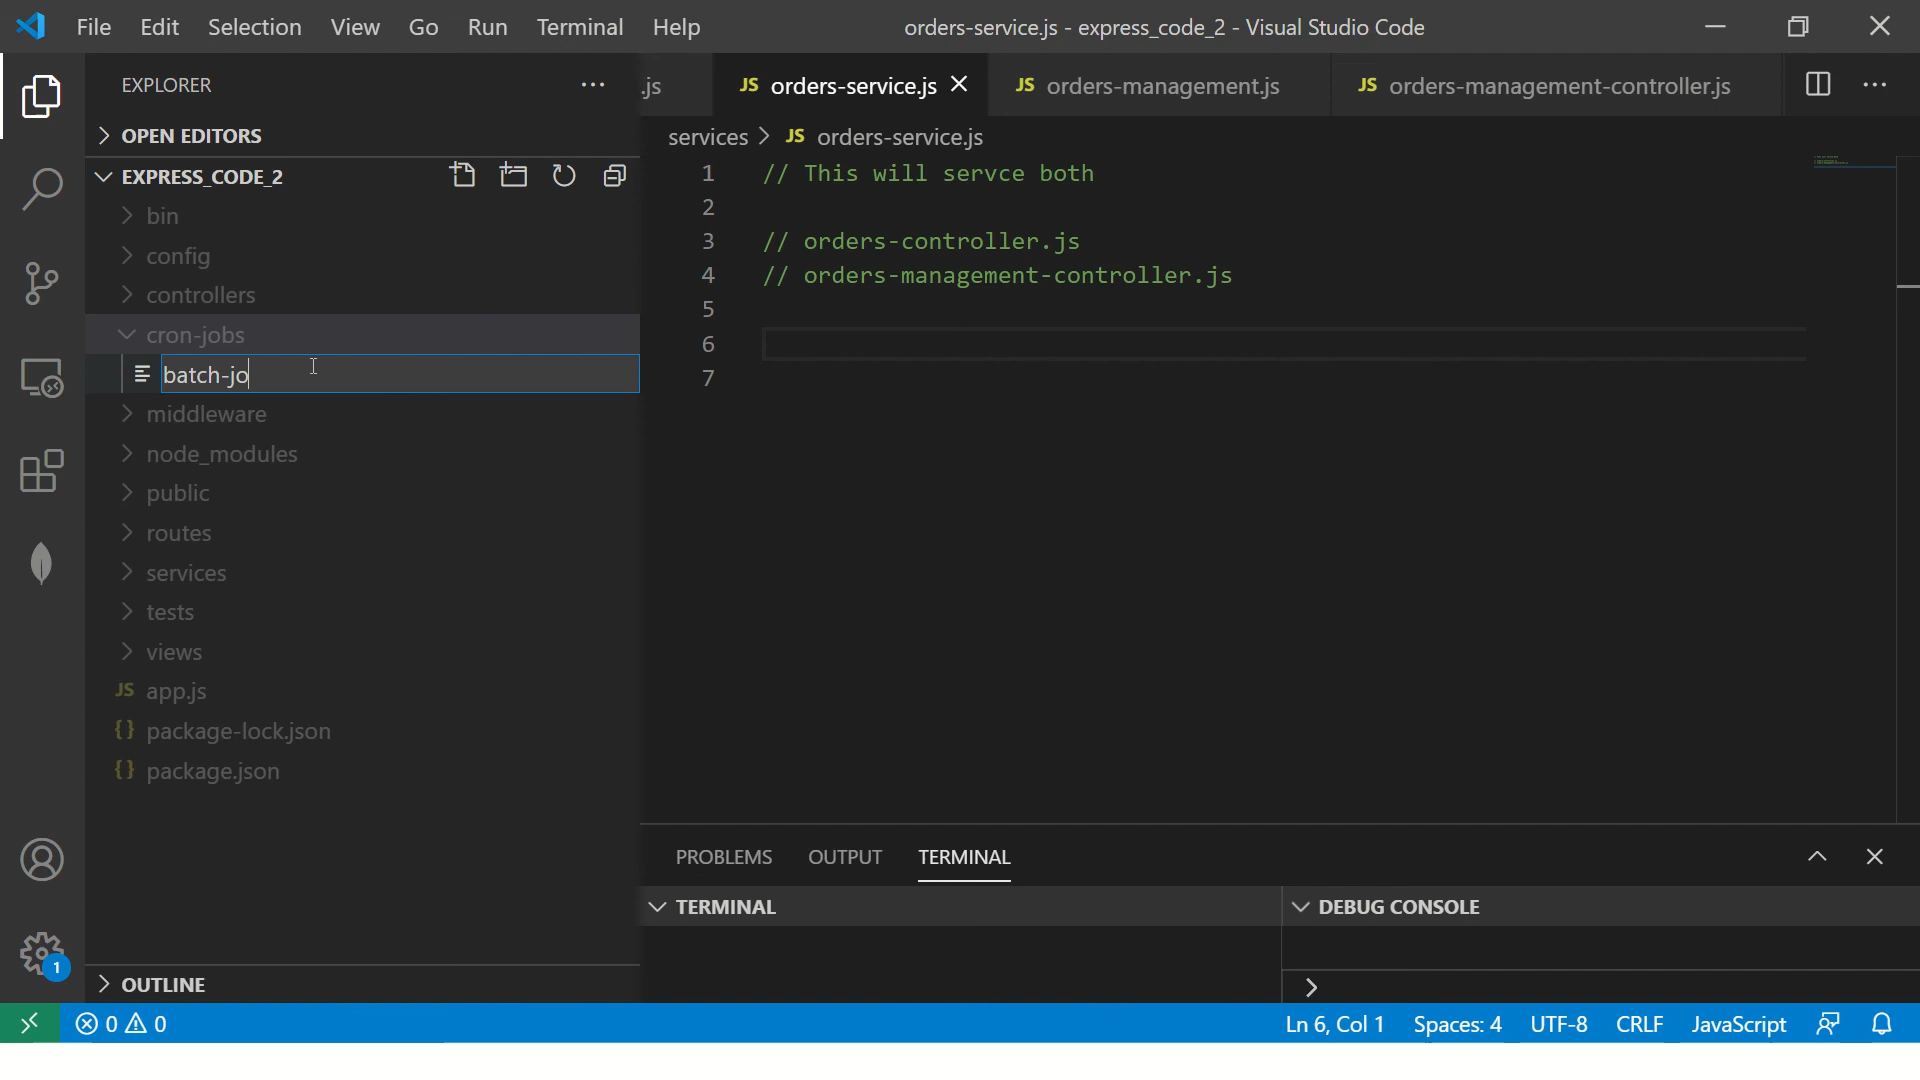 File Edit Selection View Go Run Terminal Help
orders-service.js - express_code_2 - Visual Studio Code
EXPLORER
OPEN EDITORS
EXPRESS_CODE_2
bin
config
controllers
cron-jobs
batch-jo
middleware
node_modules
public
routes
services
tests
views
JS app.js
{} package-lock.json
{} package.json
OUTLINE
.js
JS orders-service.js
JS orders-management.js
JS orders-management-controller.js
services > JS orders-service.js
1 // This will servce both
2
3 // orders-controller.js
4 // orders-management-controller.js
5
6
7
PROBLEMS OUTPUT TERMINAL
TERMINAL
DEBUG CONSOLE
1
0 0
Ln 6, Col 1 Spaces: 4 UTF-8 CRLF JavaScript